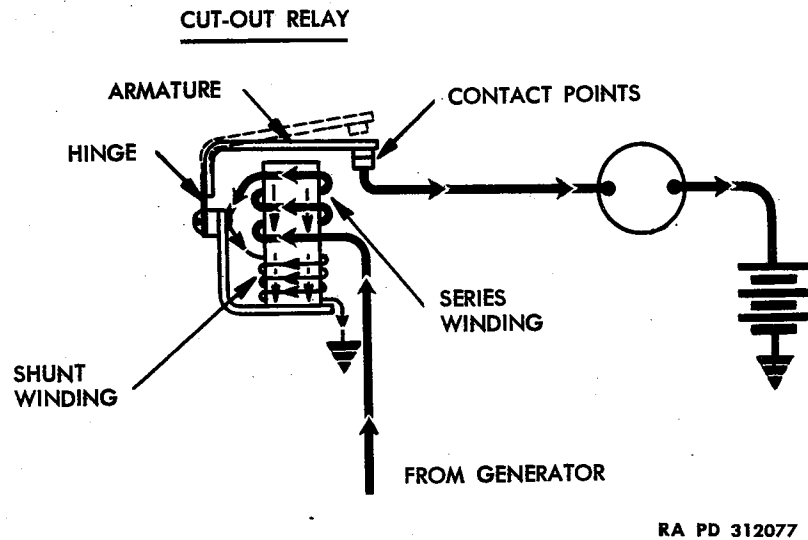 CUT-OUT RELAY
ARMATURE
CONTACT POINTS
HINGE
SERIES
WINDING
SHUNT
WINDING
FROM GENERATOR
RA PD 312077